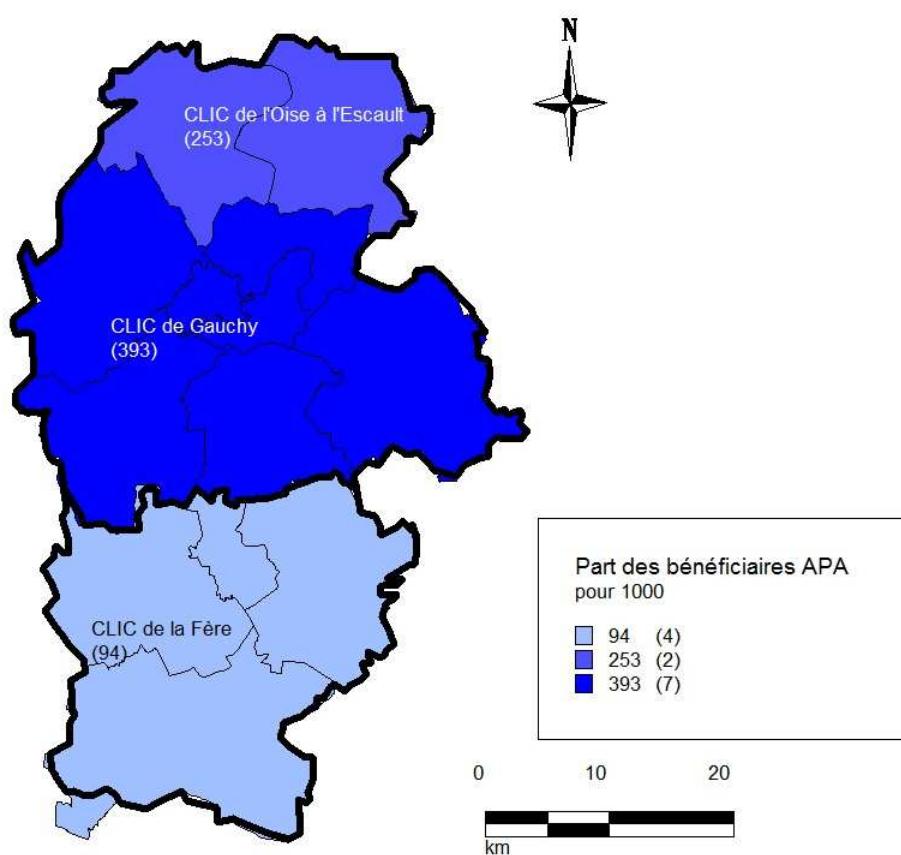 N
CLIC de l'Oise à l'Escault
(253)
CLIC de Gauchy
(393)
Part des bénéficiaires APA
pour 1000
94 (4)
253 (2)
393 (7)
CLIC de la Fère
(94)
0 10 20
km